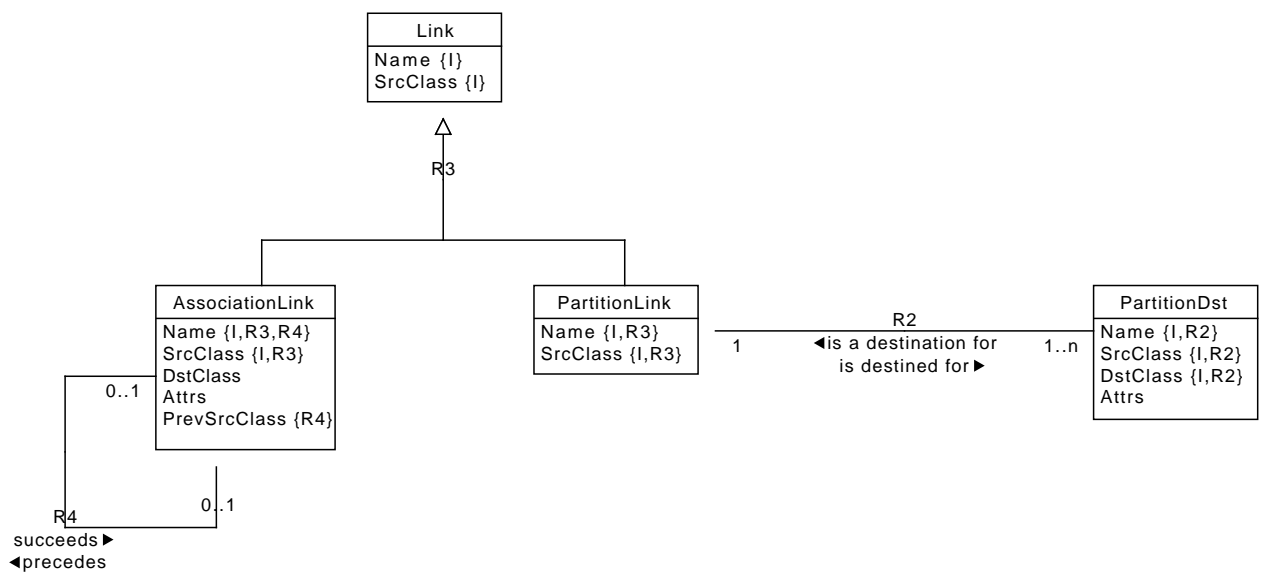 Link
Name {I}
SrcClass {I}
R3
AssociationLink
Name {I,R3,R4}
SrcClass {I,R3}
DstClass
Attrs
PrevSrcClass {R4}
0..1
0..1
R4
succeeds ▶
◀precedes
PartitionLink
Name {I,R3}
SrcClass {I,R3}
R2
1
◀is a destination for
is destined for ▶
1..n
PartitionDst
Name {I,R2}
SrcClass {I,R2}
DstClass {I,R2}
Attrs